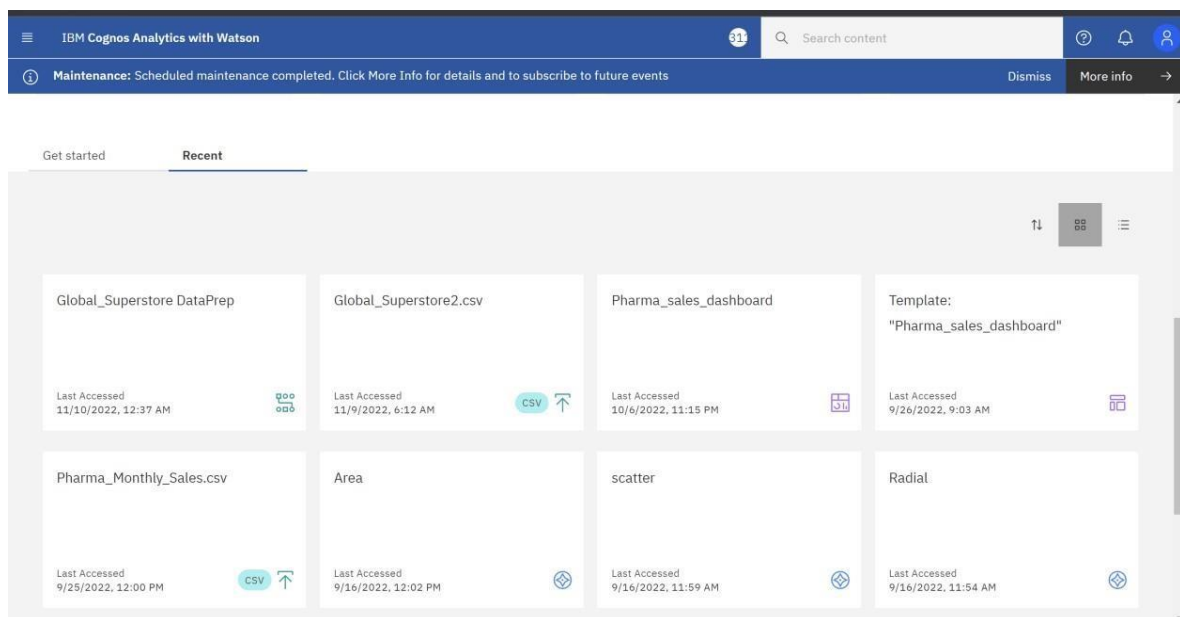 IBM Cognos Analytics with Watson
311
Search content
Maintenance: Scheduled maintenance completed. Click More Info for details and to subscribe to future events
Dismiss
More info
Get started
Recent
Global_Superstore DataPrep
Last Accessed
11/10/2022, 12:37 AM
Global_Superstore2.csv
Last Accessed
11/9/2022, 6:12 AM
CSV
Pharma_sales_dashboard
Last Accessed
10/6/2022, 11:15 PM
Template:
"Pharma_sales_dashboard"
Last Accessed
9/26/2022, 9:03 AM
Pharma_Monthly_Sales.csv
Last Accessed
9/25/2022, 12:00 PM
CSV
Area
Last Accessed
9/16/2022, 12:02 PM
scatter
Last Accessed
9/16/2022, 11:59 AM
Radial
Last Accessed
9/16/2022, 11:54 AM